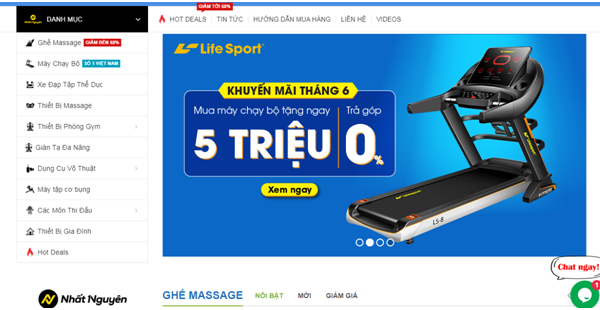 DANH MỤC
GIẢM TỚI 68%
HOT DEALS
TIN TỨC
HƯỚNG DẪN MUA HÀNG
LIÊN HỆ
VIDEOS
Ghế Massage GIẢM ĐẾN 68%
Máy Chạy Bộ SỐ 1 VIỆT NAM
Xe Đạp Tập Thể Dục
Thiết Bị Massage
Thiết Bị Phòng Gym
Giàn Tạ Đa Năng
Dụng Cụ Võ Thuật
Máy tập cơ bụng
Các Môn Thi Đấu
Thiết Bị Gia Đình
Hot Deals
Life Sport
KHUYẾN MÃI THÁNG 6
Mua máy chạy bộ tặng ngay
5 TRIỆU
Trả góp
0%
Xem ngay
LS-8
Chat ngay!
1
Nhất Nguyên
GHẾ MASSAGE
NỔI BẬT
MỚI
GIẢM GIÁ